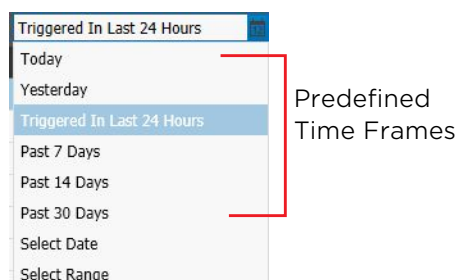 Triggered In Last 24 Hours
Today
Yesterday
Triggered In Last 24 Hours
Past 7 Days
Past 14 Days
Past 30 Days
Select Date
Select Range
Predefined
Time Frames